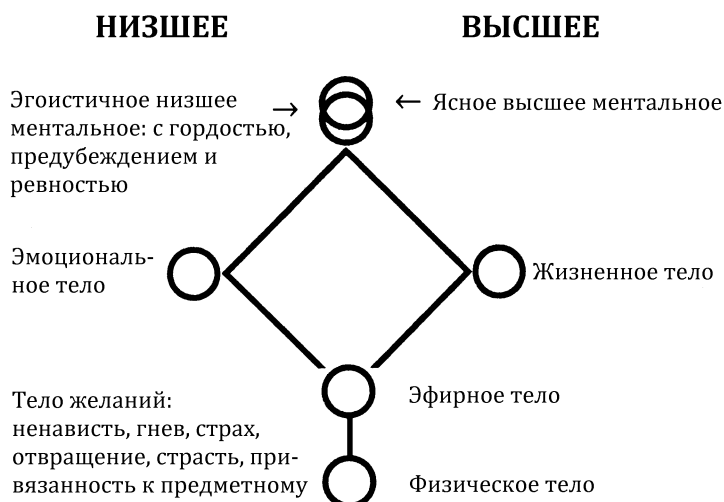 НИЗШЕЕ
ВЫСШЕЕ
Эгоистичное низшее
ментальное: с гордостью,
предубеждением и
ревностью
Ясное высшее ментальное
Эмоциональ-
ное тело
Жизненное тело
Тело желаний:
ненависть, гнев, страх,
отвращение, страсть, при-
вязанность к предметному
Эфирное тело
Физическое тело